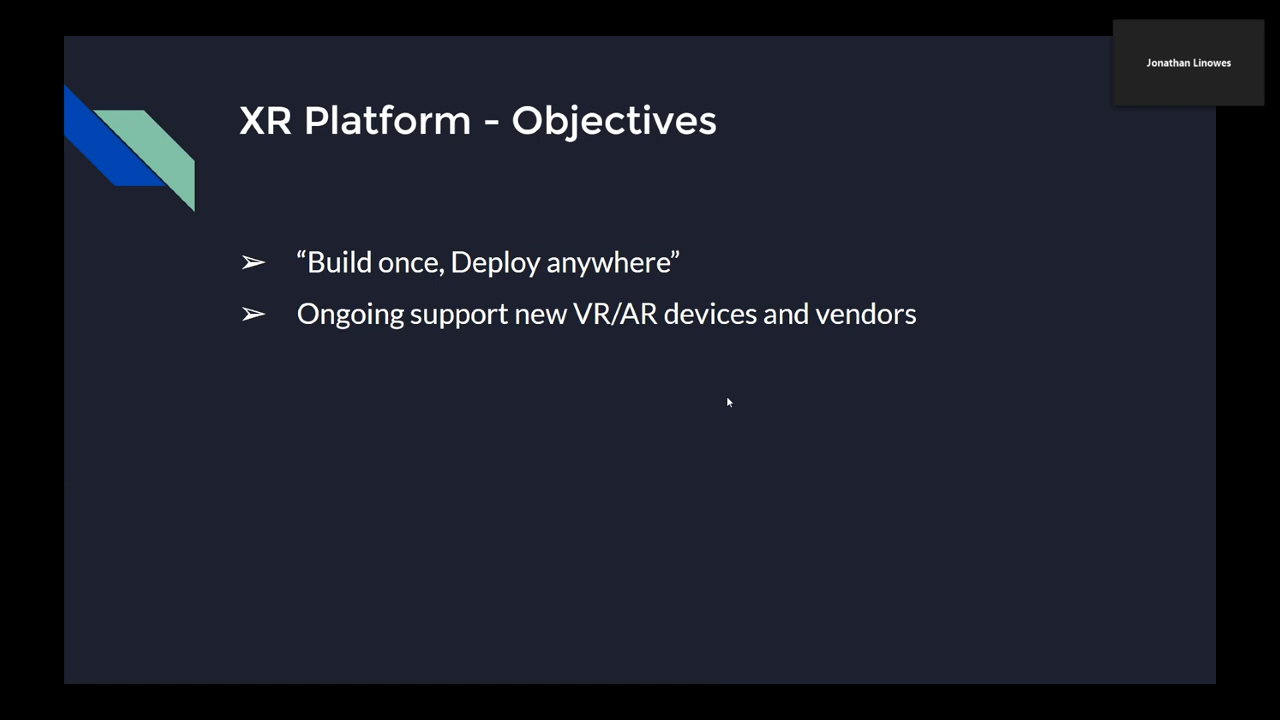 Jonathan Linowes
XR Platform - Objectives
➢ “Build once, Deploy anywhere”
➢ Ongoing support new VR/AR devices and vendors